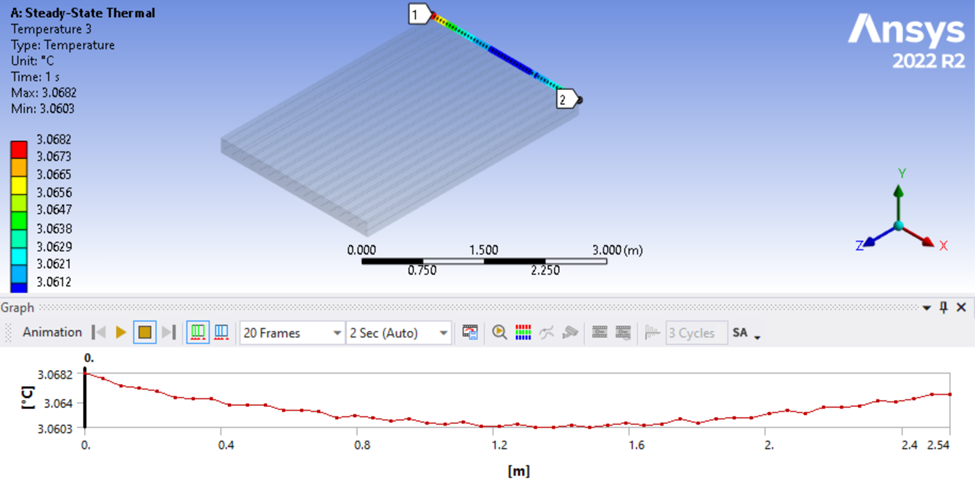 A: Steady-State Thermal
Temperature 3
Type: Temperature
Unit: °C
Time: 1 s
Max: 3.0682
Min: 3.0603
3.0682
3.0673
3.0665
3.0656
3.0647
3.0638
3.0629
3.0621
3.0612
1
2
Ansys
2022 R2
Y
Z
X
0.000
1.500
3.000 (m)
0.750
2.250
Graph
Animation
20 Frames
2 Sec (Auto)
3 Cycles
SA
0.
3.0682
3.064
3.0603
[°C]
0.
0.4
0.8
1.2
1.6
2.
2.4
2.54
[m]